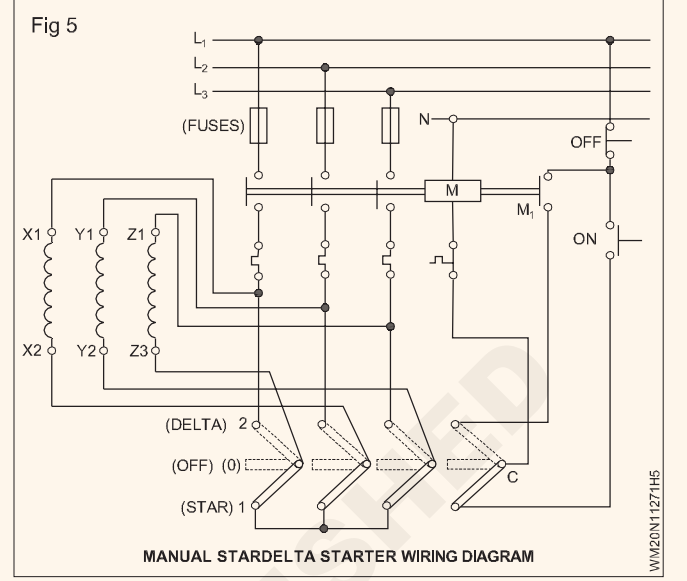 Fig 5
L1
L2
L3
(FUSES)
N
OFF
M
M1
ON
X1 Y1 Z1
X2 Y2 Z3
(DELTA) 2
(OFF) (0)
C
(STAR) 1
MANUAL STARDELTA STARTER WIRING DIAGRAM
WM20N11271H5
SHED